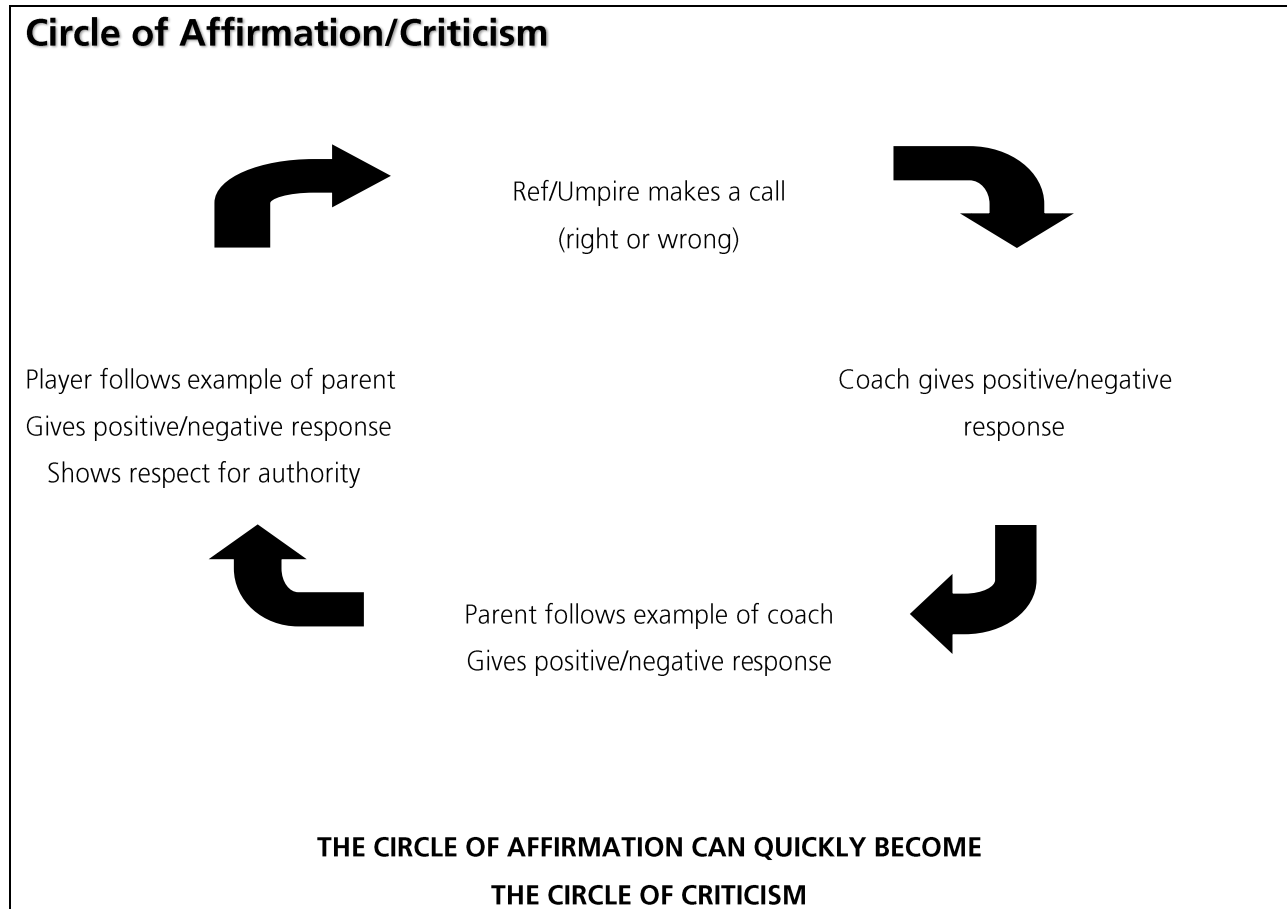 Circle of Affirmation/Criticism
Ref/Umpire makes a call
(right or wrong)
Player follows example of parent
Gives positive/negative response
Shows respect for authority
Coach gives positive/negative
response
Parent follows example of coach
Gives positive/negative response
THE CIRCLE OF AFFIRMATION CAN QUICKLY BECOME
THE CIRCLE OF CRITICISM